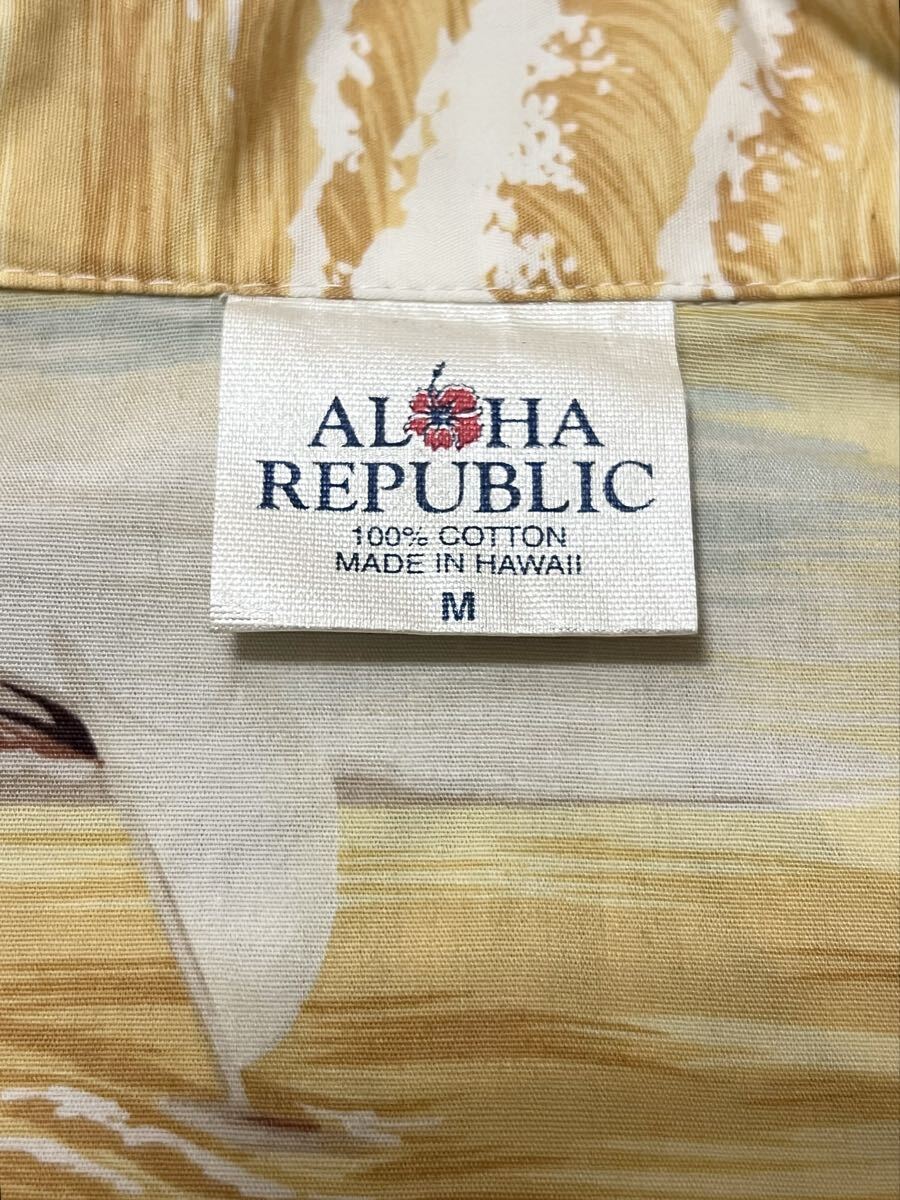 ALOHA
REPUBLIC
100% COTTON
MADE IN HAWAII
M